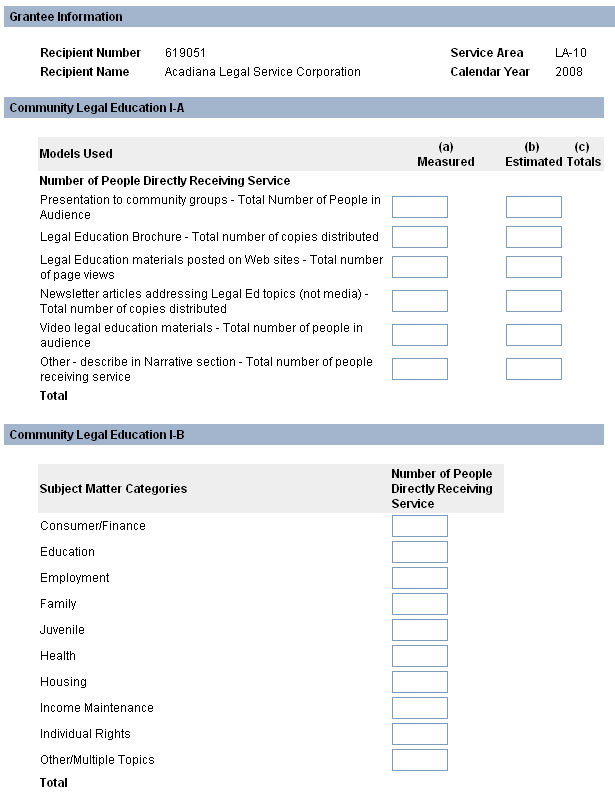 Grantee Information
Recipient Number 619051 Service Area LA-10
Recipient Name Acadiana Legal Service Corporation Calendar Year 2008
Community Legal Education I-A
Models Used (a) Measured (b) Estimated (c) Totals
Number of People Directly Receiving Service
Presentation to community groups - Total Number of People in
Audience
Legal Education Brochure - Total number of copies distributed
Legal Education materials posted on Web sites - Total number
of page views
Newsletter articles addressing Legal Ed topics (not media) -
Total number of copies distributed
Video legal education materials - Total number of people in
audience
Other - describe in Narrative section - Total number of people
receiving service
Total
Community Legal Education I-B
Subject Matter Categories
Number of People
Directly Receiving
Service
Consumer/Finance
Education
Employment
Family
Juvenile
Health
Housing
Income Maintenance
Individual Rights
Other/Multiple Topics
Total